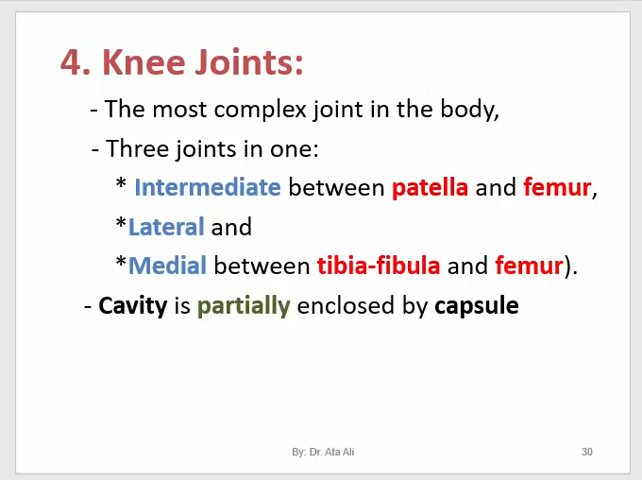 4. Knee Joints:
- The most complex joint in the body,
- Three joints in one:
* Intermediate between patella and femur,
*Lateral and
*Medial between tibia-fibula and femur).
- Cavity is partially enclosed by capsule
By: Dr. Ata Ali
30